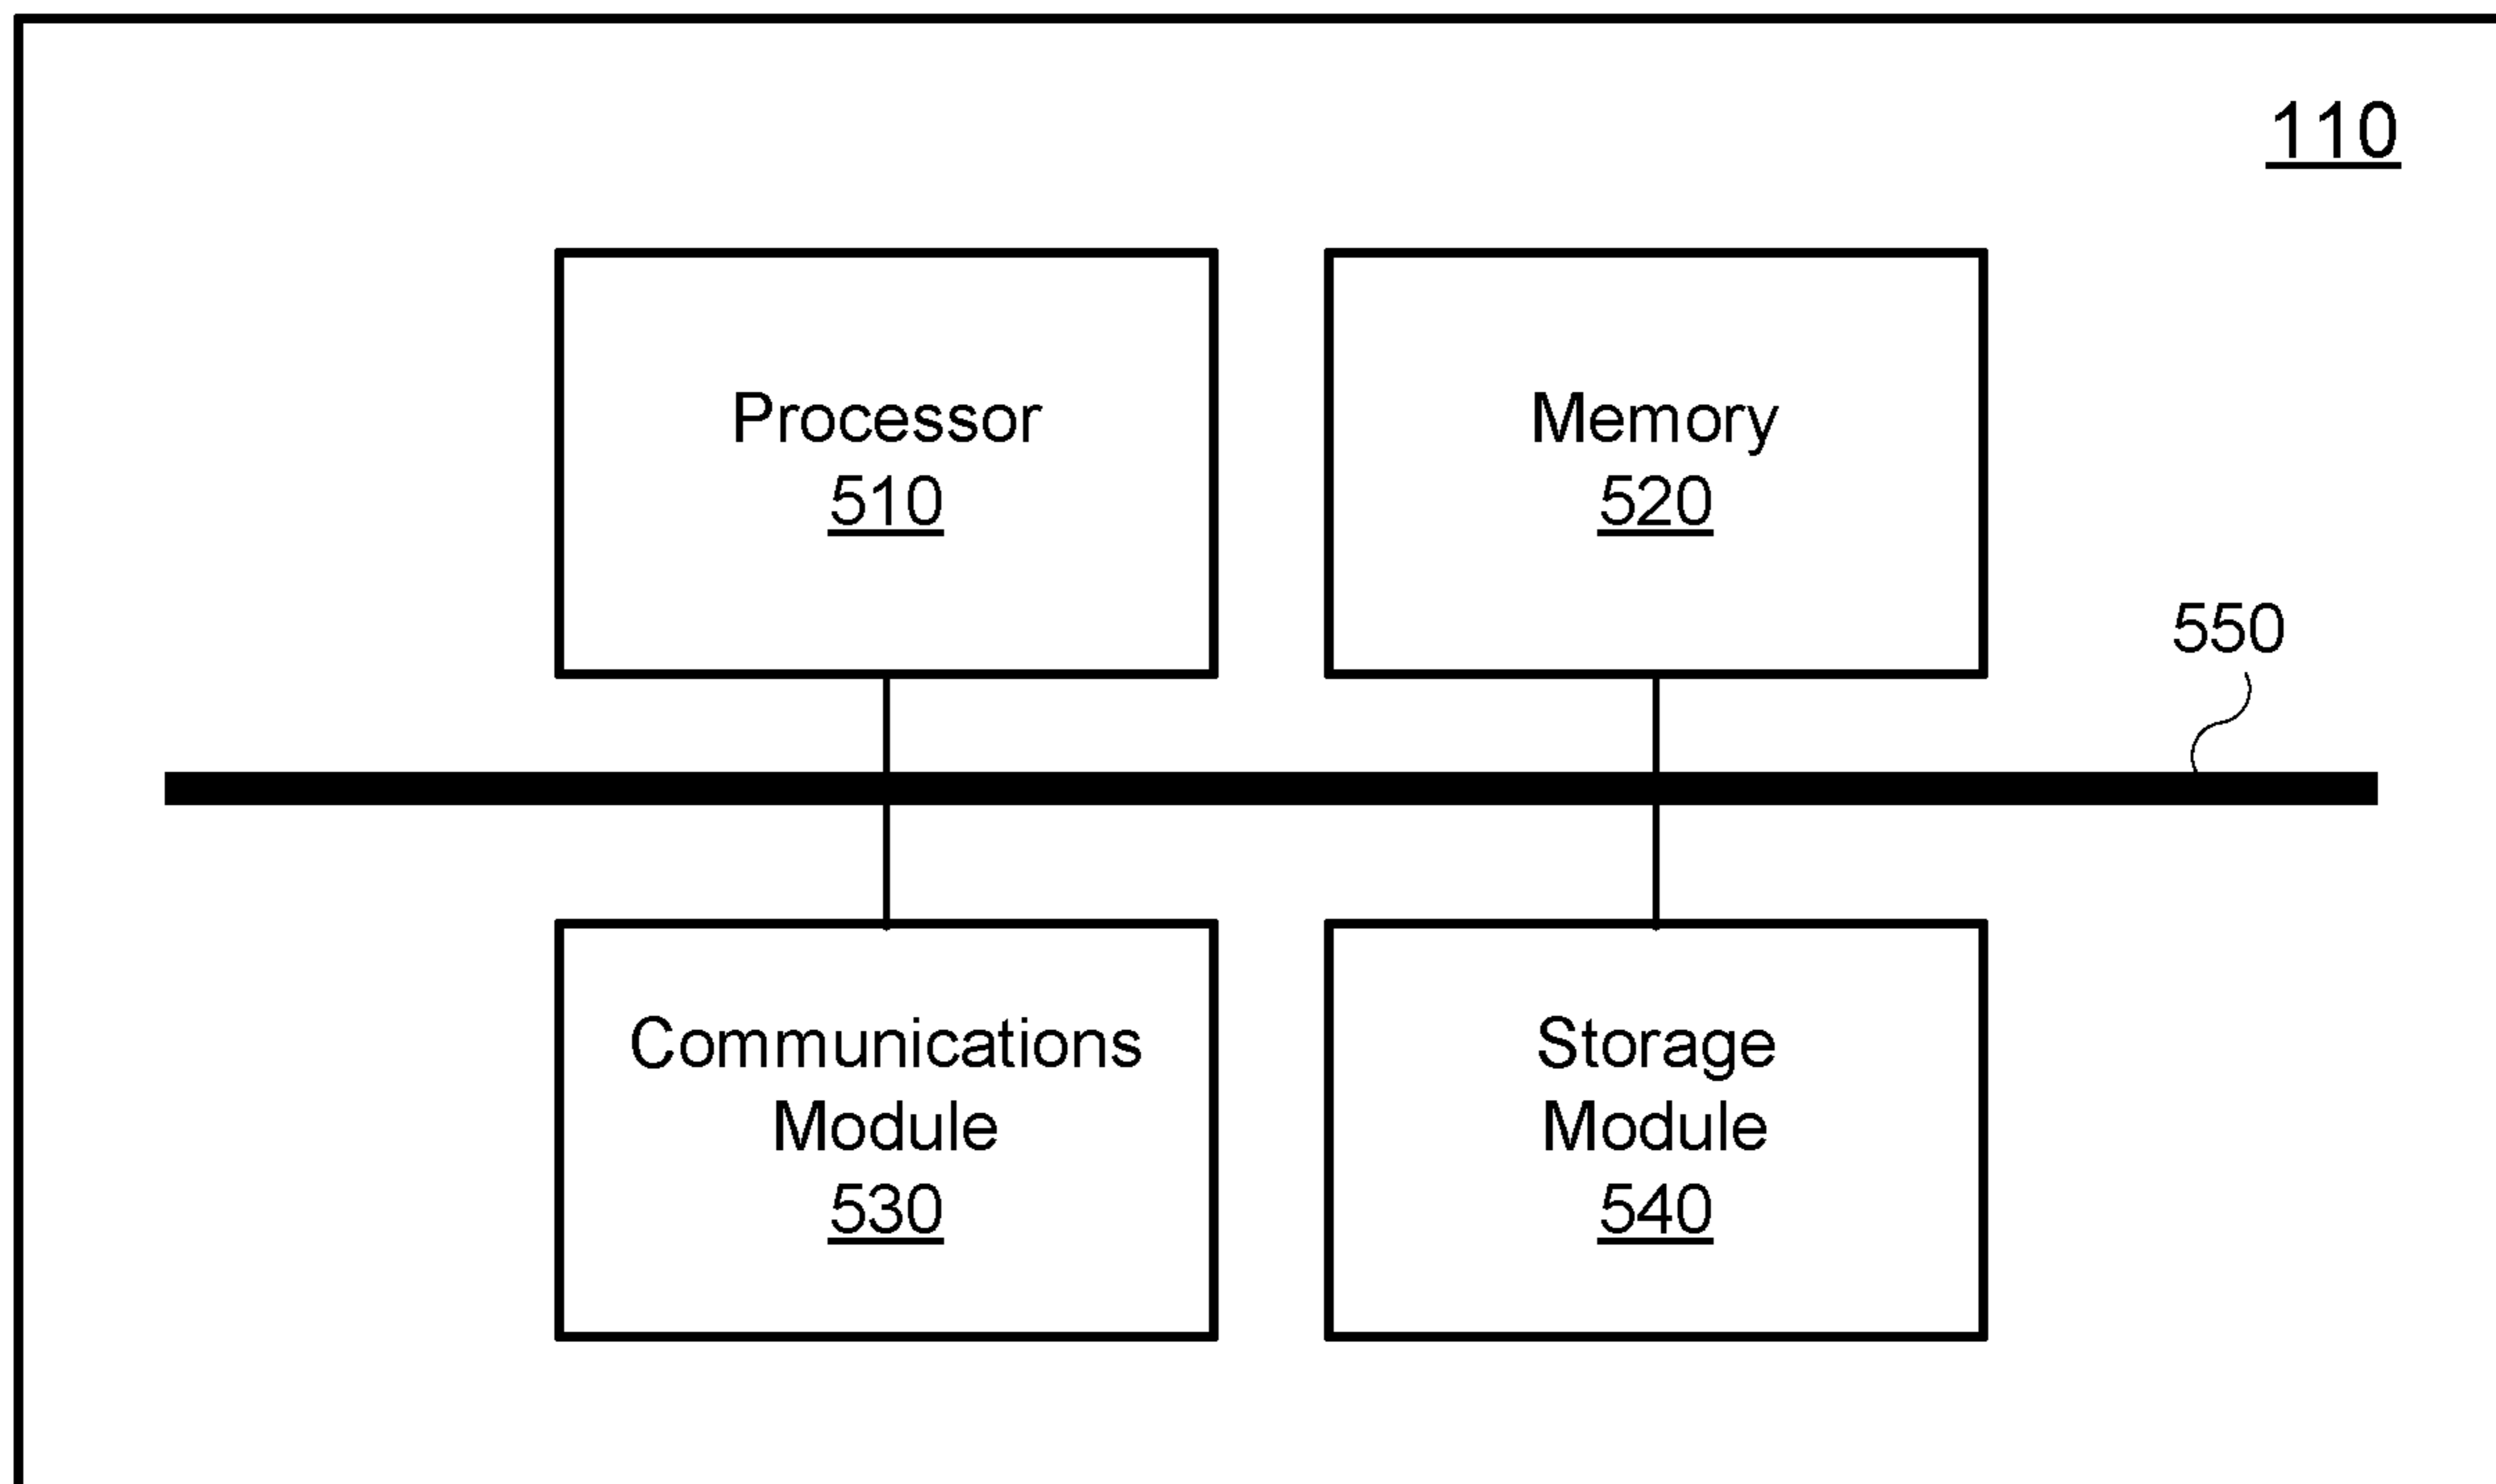 110
Processor
510
Memory
520
550
Communications
Module
530
Storage
Module
540